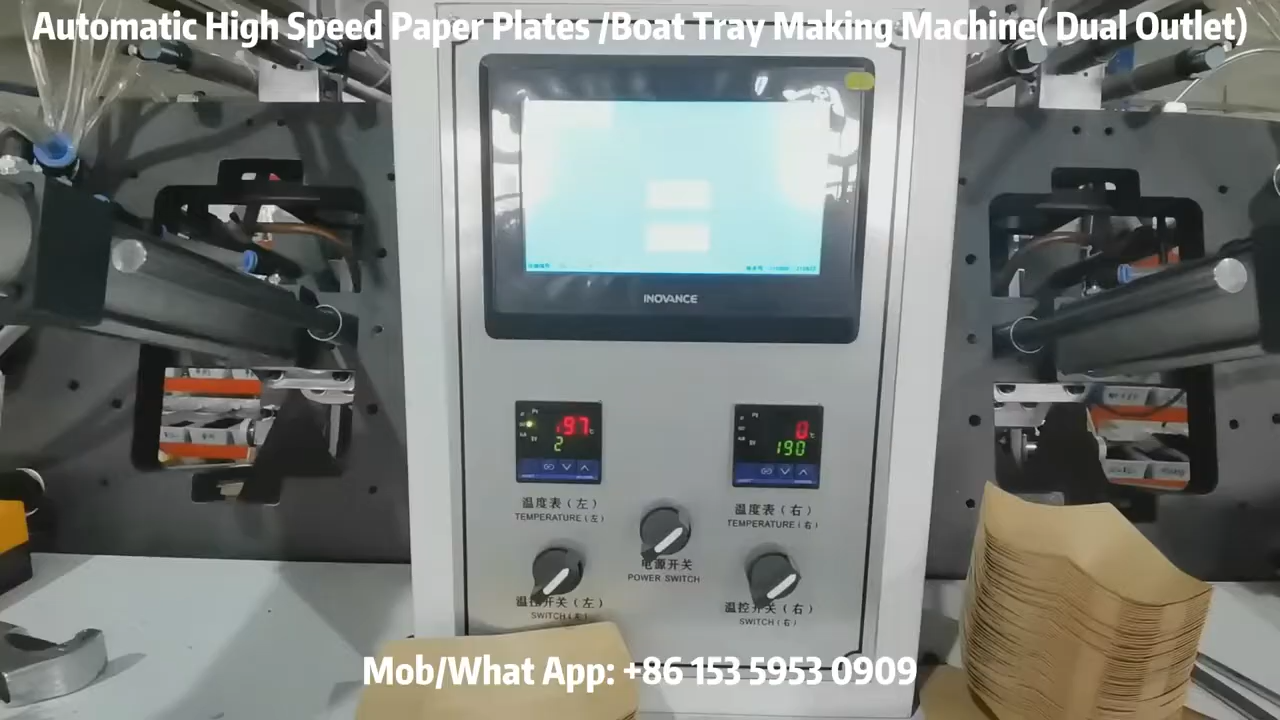 Automatic High Speed Paper Plates /Boat Tray Making Machine( Dual Outlet)
INOVANCE
197
2
0
190
温度表（左）
TEMPERATURE（左）
温度表（右）
TEMPERATURE（右）
电源开关
POWER SWITCH
温控开关（左）
SWITCH（左）
温控开关（右）
SWITCH（右）
Mob/What App: +86 153 5953 0909